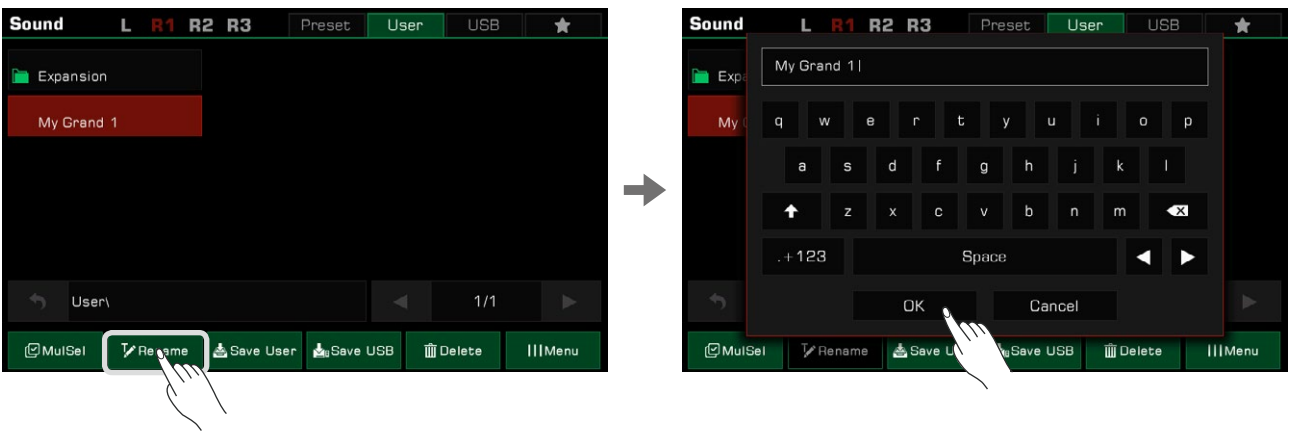 Sound L R1 R2 R3 Preset User USB
Expansion
My Grand 1
User\ 1/1
MulSel Rename Save User Save USB Delete Menu
Sound L R1 R2 R3 Preset User USB
My Grand 1
q w e r t y u i o p
My
a s d f g h j k l
z x c v b n m
.+123 Space
OK Cancel
MulSel Rename Save USB Delete Menu